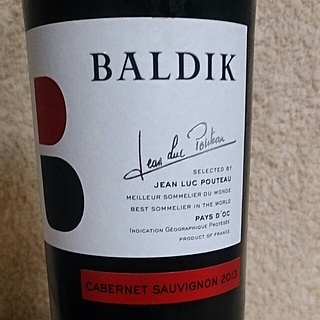 BALDIK
Jean Luc Pouteau
SELECTED BY
JEAN LUC POUTEAU
MEILLEUR SOMMELIER DU MONDE
BEST SOMMELIER IN THE WORLD
PAYS D'OC
INDICATION GÉOGRAPHIQUE PROTÉGÉE
PRODUCT OF FRANCE
CABERNET SAUVIGNON 2013